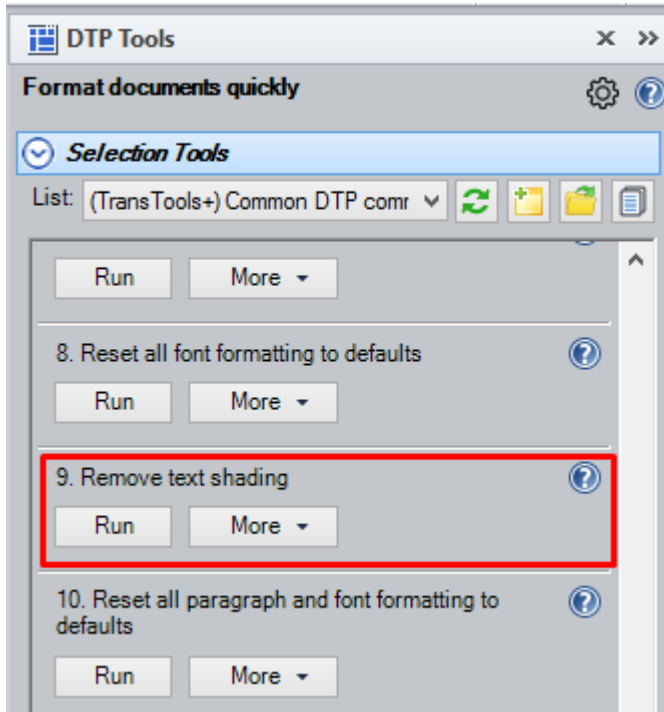 DTP Tools
Format documents quickly
Selection Tools
List: (TransTools+) Common DTP comr
Run More
8. Reset all font formatting to defaults
Run More
9. Remove text shading
Run More
10. Reset all paragraph and font formatting to
defaults
Run More